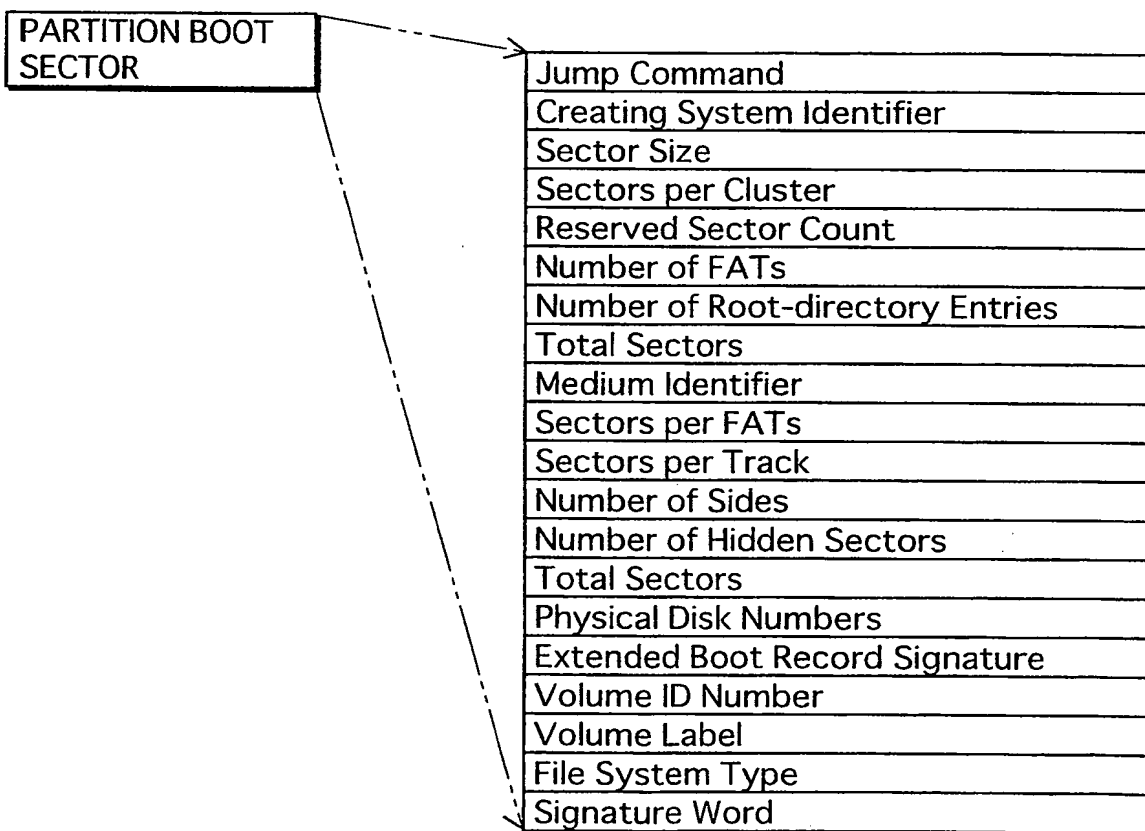 PARTITION BOOT
SECTOR
Jump Command
Creating System Identifier
Sector Size
Sectors per Cluster
Reserved Sector Count
Number of FATs
Number of Root-directory Entries
Total Sectors
Medium Identifier
Sectors per FATs
Sectors per Track
Number of Sides
Number of Hidden Sectors
Total Sectors
Physical Disk Numbers
Extended Boot Record Signature
Volume ID Number
Volume Label
File System Type
Signature Word